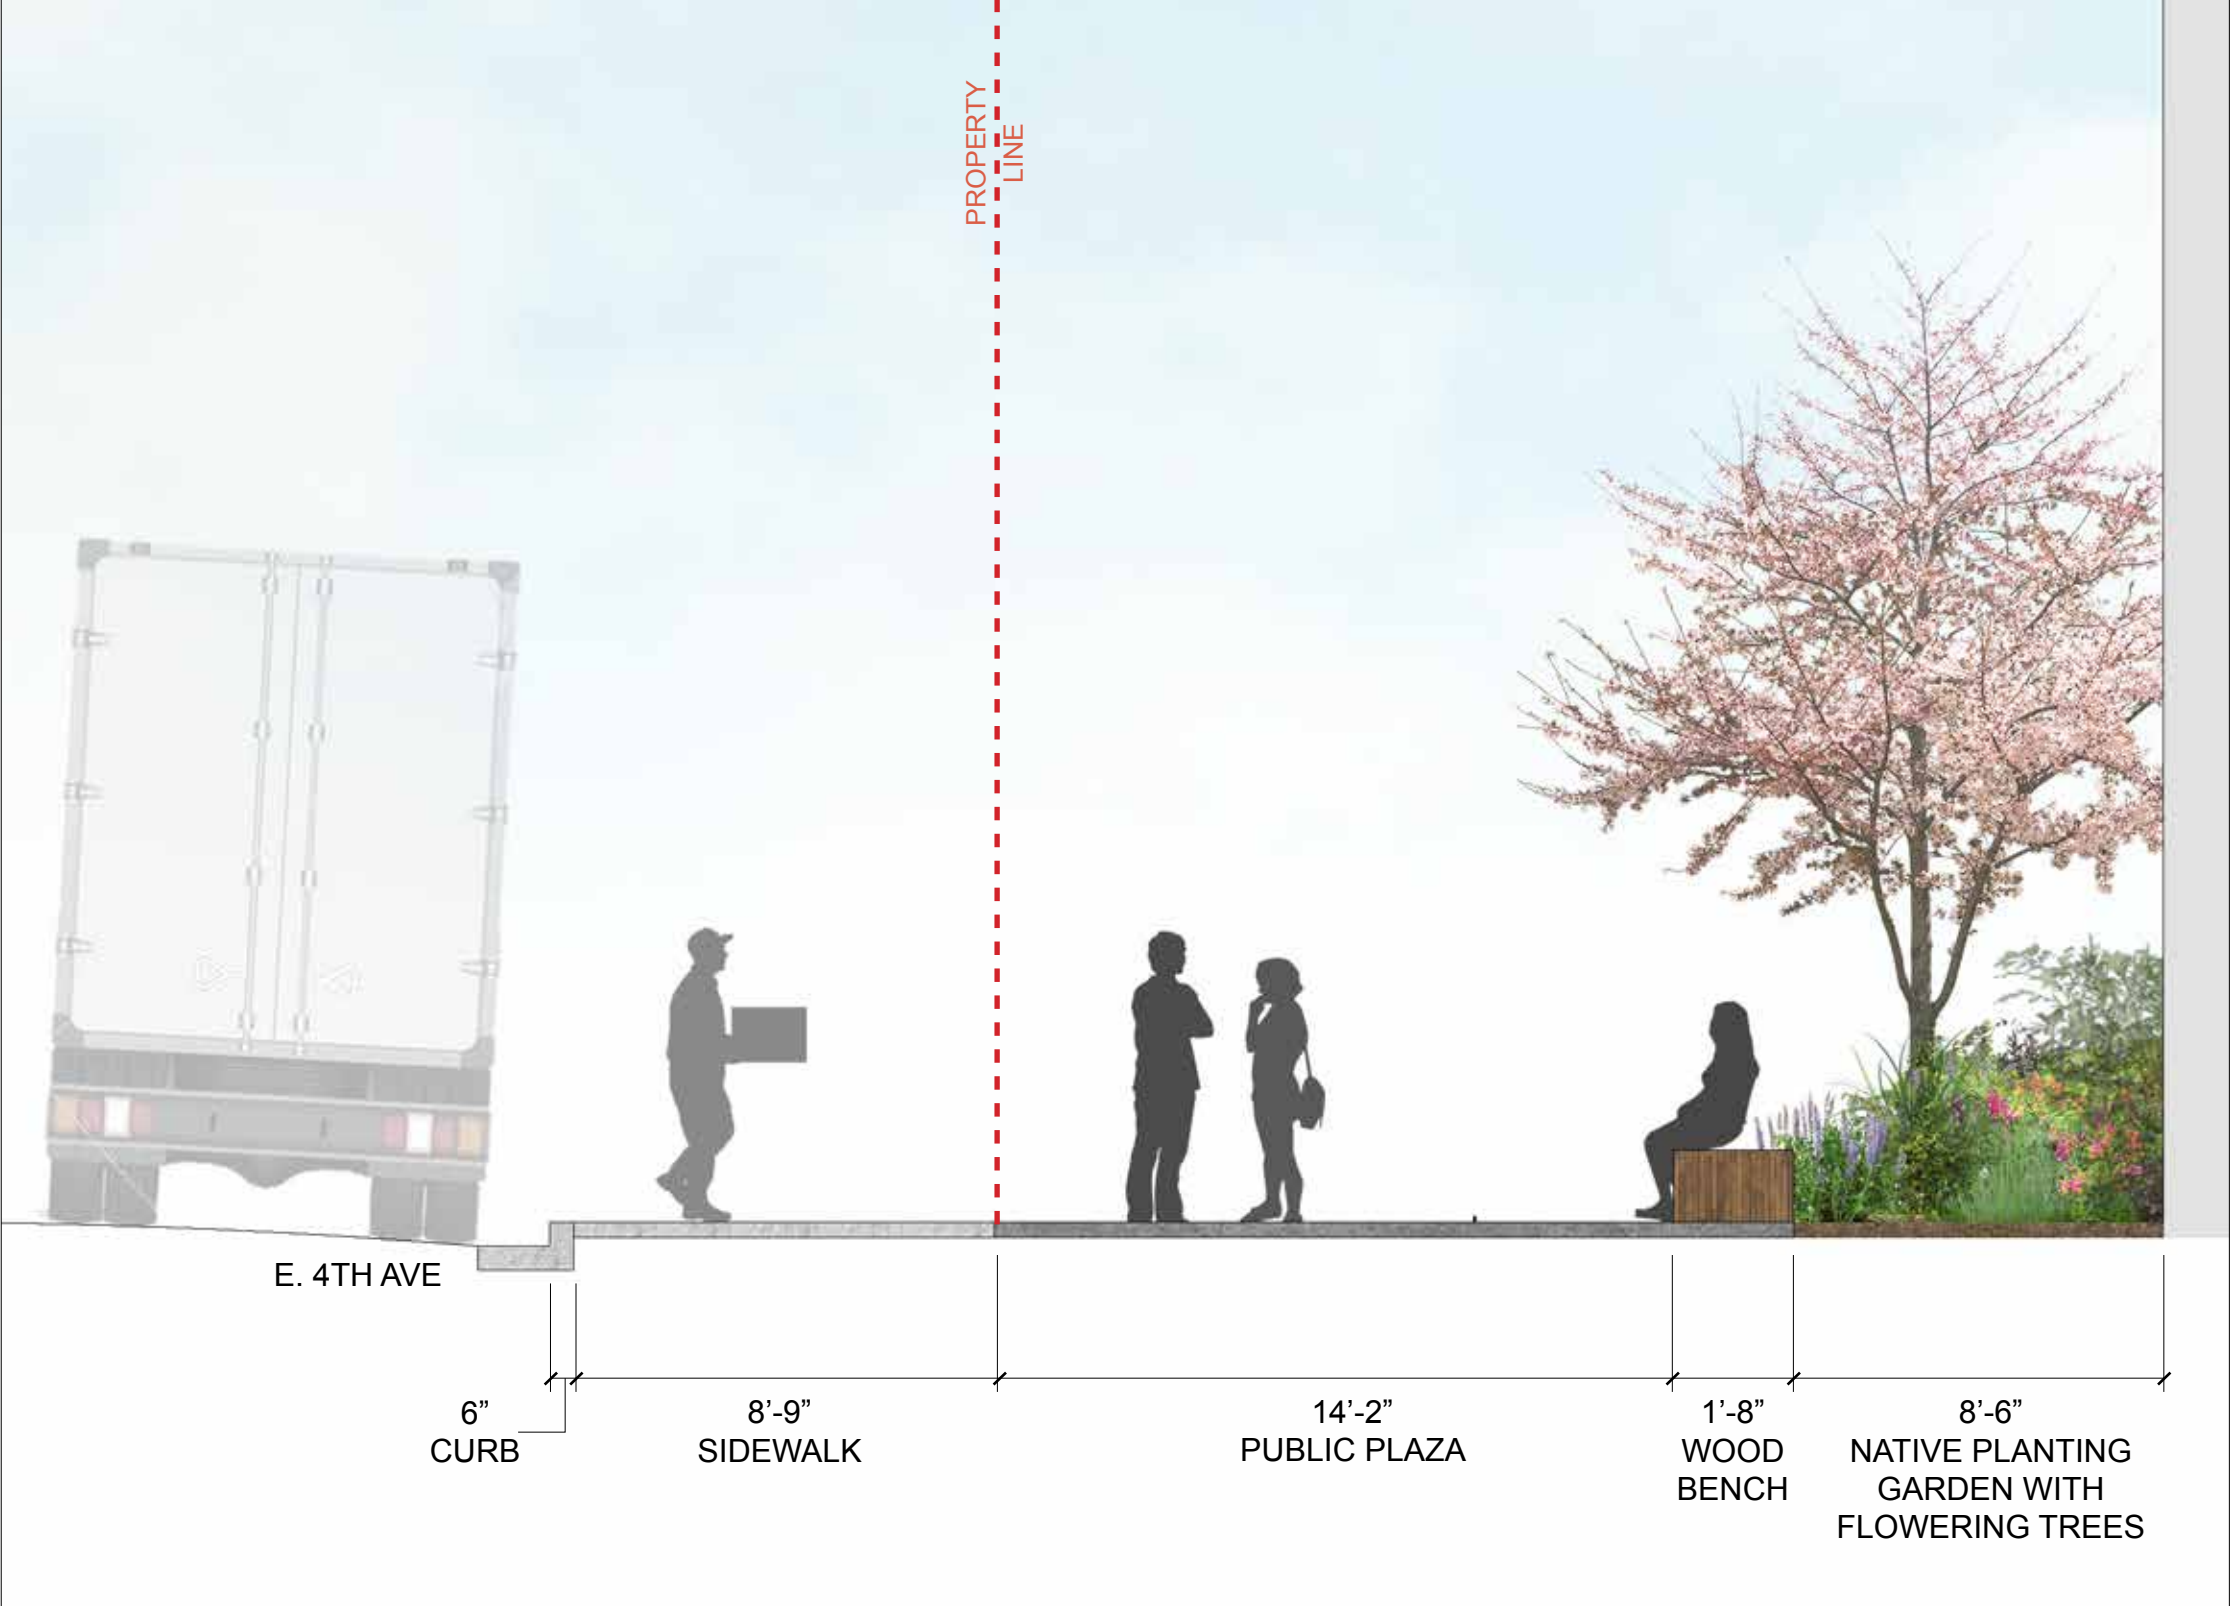 PROPERTY
LINE
E. 4TH AVE
6”
CURB
8’-9”
SIDEWALK
14’-2”
PUBLIC PLAZA
1’-8”
WOOD
BENCH
8’-6”
NATIVE PLANTING
GARDEN WITH
FLOWERING TREES